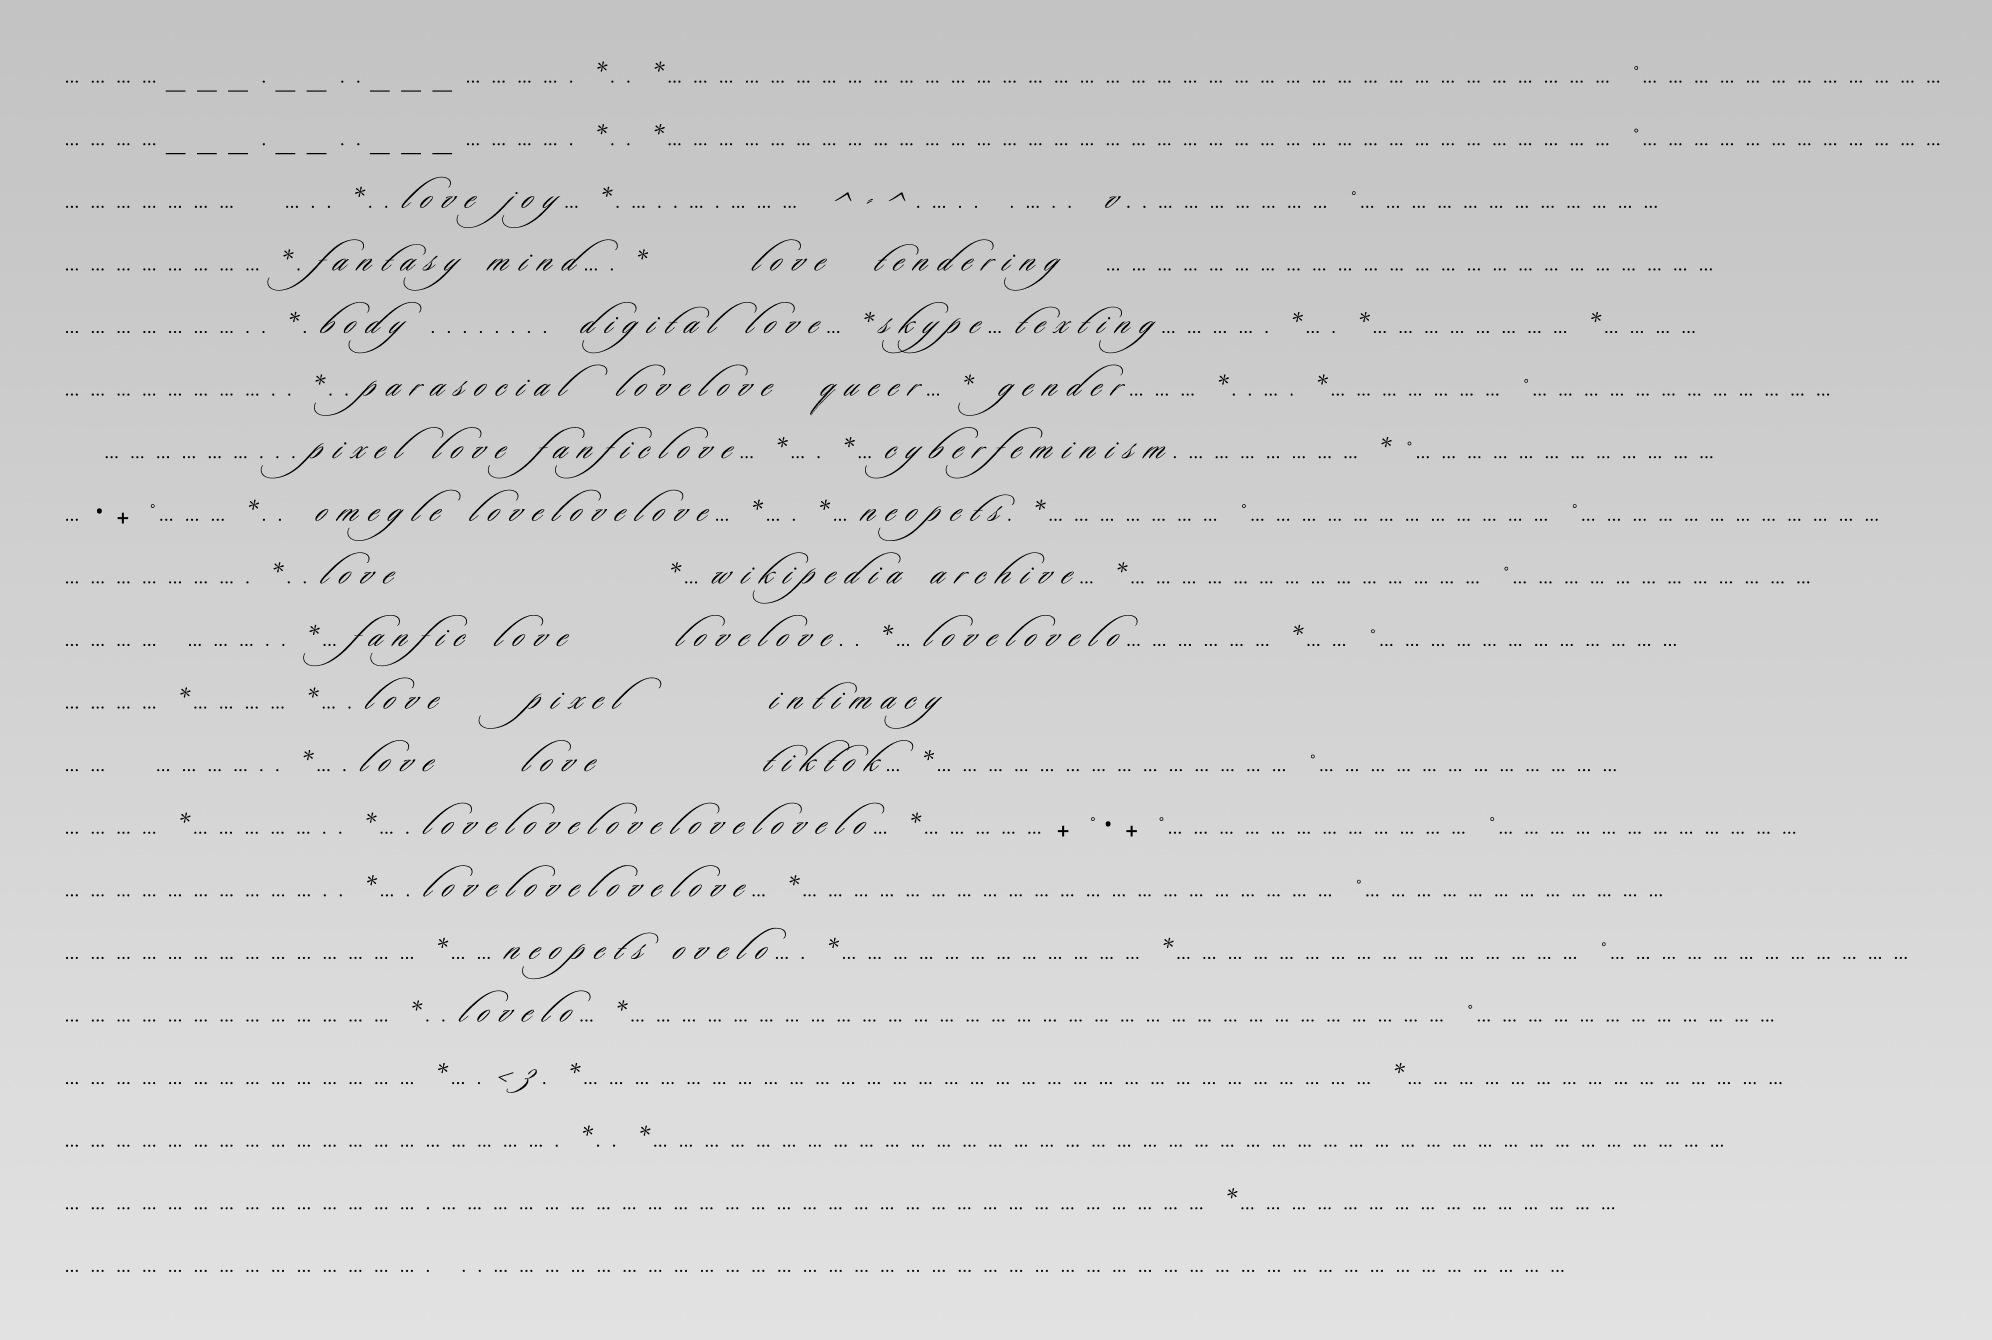 … … … …_ _ _ . _ _ . . _ _ _ … … … … . * . . *… … … … … … … … … … … … … … … … … … … … … … … … … … … … … … … … … … … … … °… … … … … … … … … … … …
… … … …_ _ _ . _ _ . . _ _ _ … … … … . * . . *… … … … … … … … … … … … … … … … … … … … … … … … … … … … … … … … … … … … … °… … … … … … … … … … … …
… … … … … … … … . . * . . love joy… * . … . . … . … … … ^ - ^ . … . . . … . . v . . … … … … … … … °… … … … … … … … … … … …
… … … … … … … … * . fantasy mind… . * love tendering … … … … … … … … … … … … … … … … … … … … … … … …
… … … … … … … . . * . body . . . . . . . . digital love… *skype… texting… … … … . * … . *… … … … … … … … *… … … …
… … … … … … … … . . * . . parasocial lovelove queer… * gender… … … * . . … . *… … … … … … … °… … … … … … … … … … … …
… … … … … … . . . pixel love fanficlove… *… . *… cyberfeminism . … … … … … … … * °… … … … … … … … … … … …
… • + °… … … * . . omegle lovelovelove… *… . *… neopets. *… … … … … … … °… … … … … … … … … … … … °… … … … … … … … … … … …
… … … … … … … . * . . love *… wikipedia archive… *… … … … … … … … … … … … … … °… … … … … … … … … … … …
… … … … … … . . *… fanfic love lovelove . . *… lovelovelo… … … … … … *… … °… … … … … … … … … … … …
… … … … *… … … … *… . love pixel intimacy
… … … … … … . . *… . love love tiktok… *… … … … … … … … … … … … … … °… … … … … … … … … … … …
… … … … *… … … … … . . *… . lovelovelovelovelovelo… *… … … … … + °• + °… … … … … … … … … … … … °… … … … … … … … … … … …
… … … … … … … … … … . . *… . lovelovelovelove… *… … … … … … … … … … … … … … … … … … … … … °… … … … … … … … … … … …
… … … … … … … … … … … … … … *… … neopets ovelo… . *… … … … … … … … … … … … *… … … … … … … … … … … … … … … … °… … … … … … … … … … … …
… … … … … … … … … … … … … * . . lovelo… *… … … … … … … … … … … … … … … … … … … … … … … … … … … … … … … … °… … … … … … … … … … … …
… … … … … … … … … … … … … … *… . <3 . *… … … … … … … … … … … … … … … … … … … … … … … … … … … … … … … *… … … … … … … … … … … … … … …
… … … … … … … … … … … … … … … … … … … . * . . *… … … … … … … … … … … … … … … … … … … … … … … … … … … … … … … … … … … … … … … … … …
… … … … … … … … … … … … … … . … … … … … … … … … … … … … … … … … … … … … … … … … … … … … … *… … … … … … … … … … … … … … …
… … … … … … … … … … … … … … . . . … … … … … … … … … … … … … … … … … … … … … … … … … … … … … … … … … … … … … … … … … …